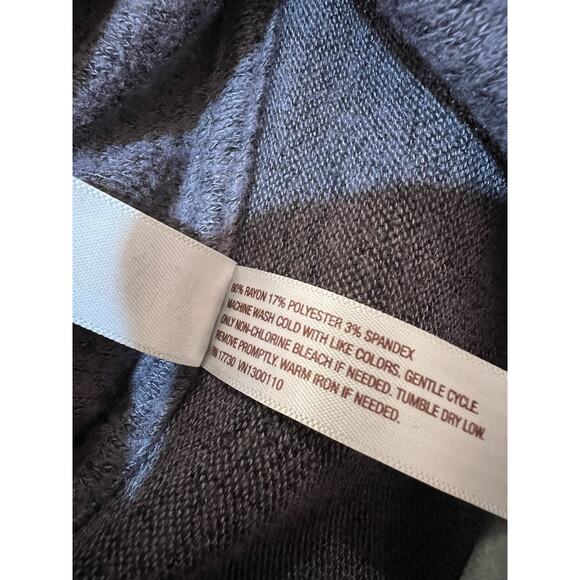 80% RAYON 17% POLYESTER 3% SPANDEX
MACHINE WASH COLD WITH LIKE COLORS. GENTLE CYCLE.
ONLY NON-CHLORINE BLEACH IF NEEDED. TUMBLE DRY LOW.
REMOVE PROMPTLY. WARM IRON IF NEEDED.
RN 17730 VN1300110